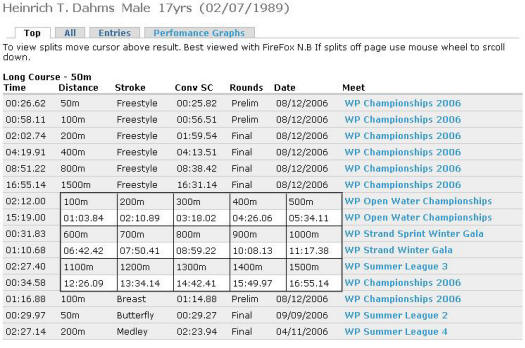 Heinrich T. Dahms Male 17yrs (02/07/1989)
Top All Entries Perfomance Graphs
To view splits move cursor above result. Best viewed with FireFox N.B If splits off page use mouse wheel to srcoll
down.
Long Course - 50m
Time Distance Stroke Conv SC Rounds Date Meet
00:26.62 50m Freestyle 00:25.82 Prelim 08/12/2006 WP Championships 2006
00:58.11 100m Freestyle 00:56.51 Prelim 08/12/2006 WP Championships 2006
02:02.74 200m Freestyle 01:59.54 Final 08/12/2006 WP Championships 2006
04:19.91 400m Freestyle 04:13.51 Final 08/12/2006 WP Championships 2006
08:51.22 800m Freestyle 08:38.42 Final 08/12/2006 WP Championships 2006
16:55.14 1500m Freestyle 16:31.14 Final 08/12/2006 WP Championships 2006
02:12.00 100m 200m 300m 400m 500m WP Open Water Championships
15:19.00 01:03.84 02:10.89 03:18.02 04:26.06 05:34.11 WP Open Water Championships
00:31.83 600m 700m 800m 900m 1000m WP Strand Sprint Winter Gala
01:10.68 06:42.42 07:50.41 08:59.22 10:08.13 11:17.38 WP Strand Winter Gala
02:27.40 1100m 1200m 1300m 1400m 1500m WP Summer League 3
00:34.58 12:26.09 13:34.14 14:42.41 15:49.97 16:55.14 WP Championships 2006
01:16.88 100m Breast 01:14.88 Prelim 08/12/2006 WP Championships 2006
00:29.97 50m Butterfly 00:29.27 Final 09/09/2006 WP Summer League 2
02:27.14 200m Medley 02:23.94 Final 04/11/2006 WP Summer League 4